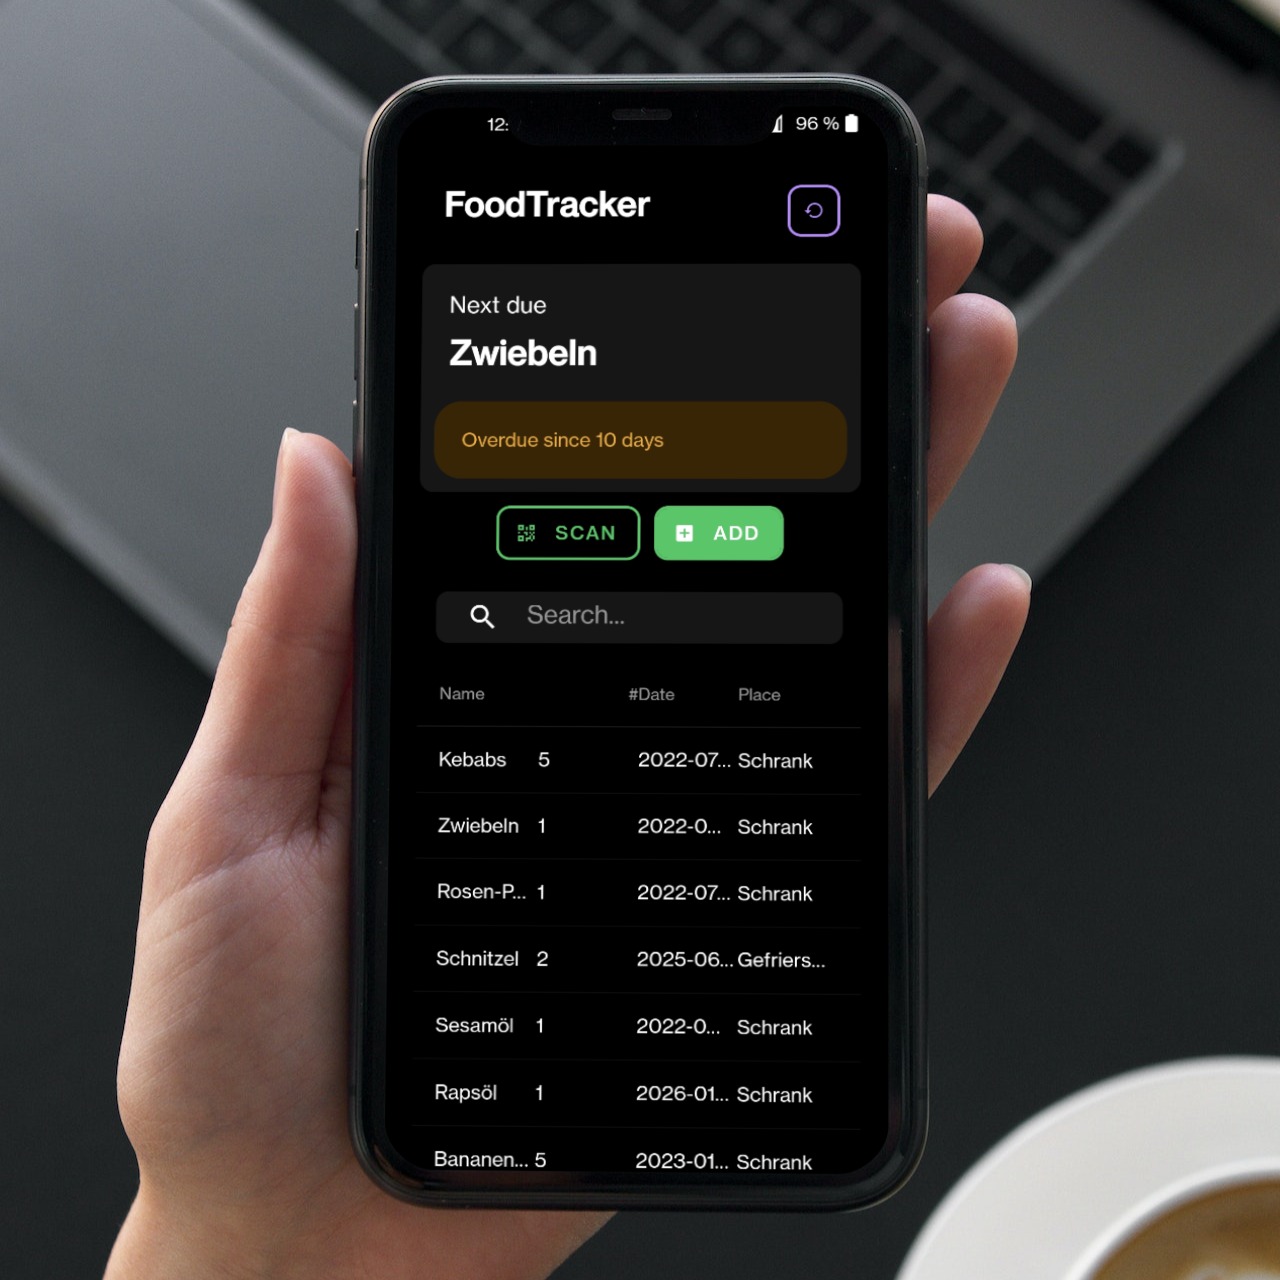 12:
96 %
FoodTracker
Next due
Zwiebeln
Overdue since 10 days
SCAN ADD
Search...
Name #Date Place
Kebabs 5 2022-07... Schrank
Zwiebeln 1 2022-0... Schrank
Rosen-P... 1 2022-07... Schrank
Schnitzel 2 2025-06... Gefriers...
Sesamöl 1 2022-0... Schrank
Rapsöl 1 2026-01... Schrank
Bananen... 5 2023-01... Schrank